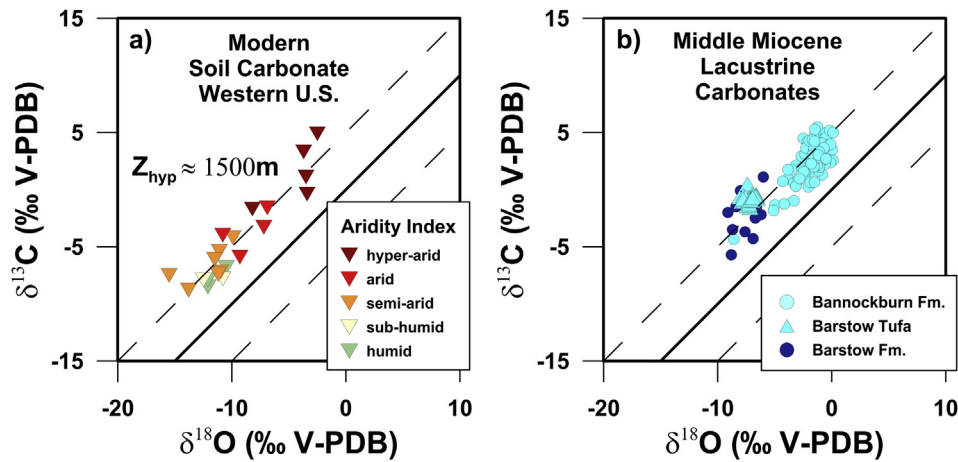 a)
Modern
Soil Carbonate
Western U.S.
Z_hyp ≈ 1500m
15
5
-5
-15
δ¹³C (‰ V-PDB)
Aridity Index
hyper-arid
arid
semi-arid
sub-humid
humid
-20 -10 0 10
δ¹⁸O (‰ V-PDB)
b)
Middle Miocene
Lacustrine
Carbonates
15
5
-5
-15
δ¹³C (‰ V-PDB)
Bannockburn Fm.
Barstow Tufa
Barstow Fm.
-20 -10 0 10
δ¹⁸O (‰ V-PDB)